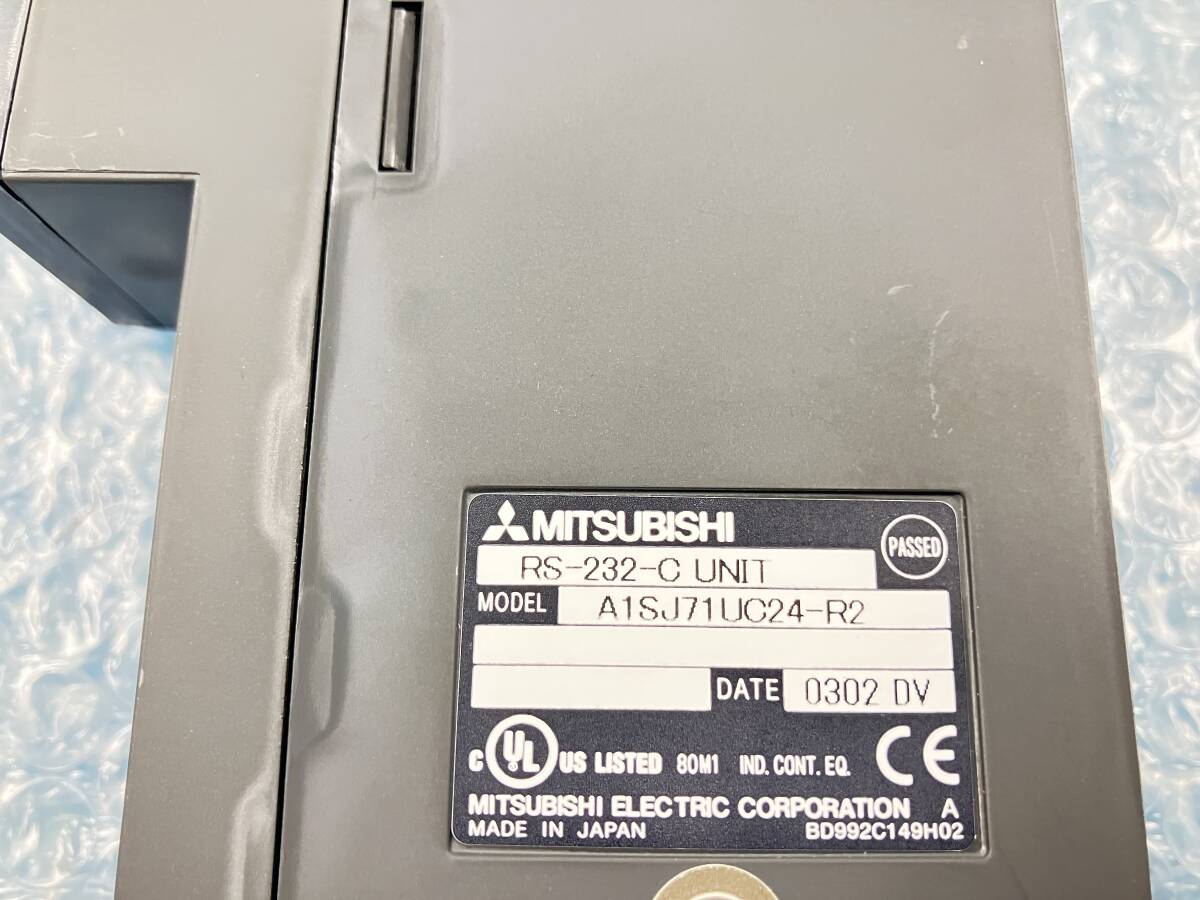 MITSUBISHI
PASSED
RS-232-C UNIT
MODEL A1SJ71UC24-R2
DATE 0302 DV
C UL US LISTED 80M1 IND. CONT. EQ. CE
MITSUBISHI ELECTRIC CORPORATION A
MADE IN JAPAN BD992C149H02